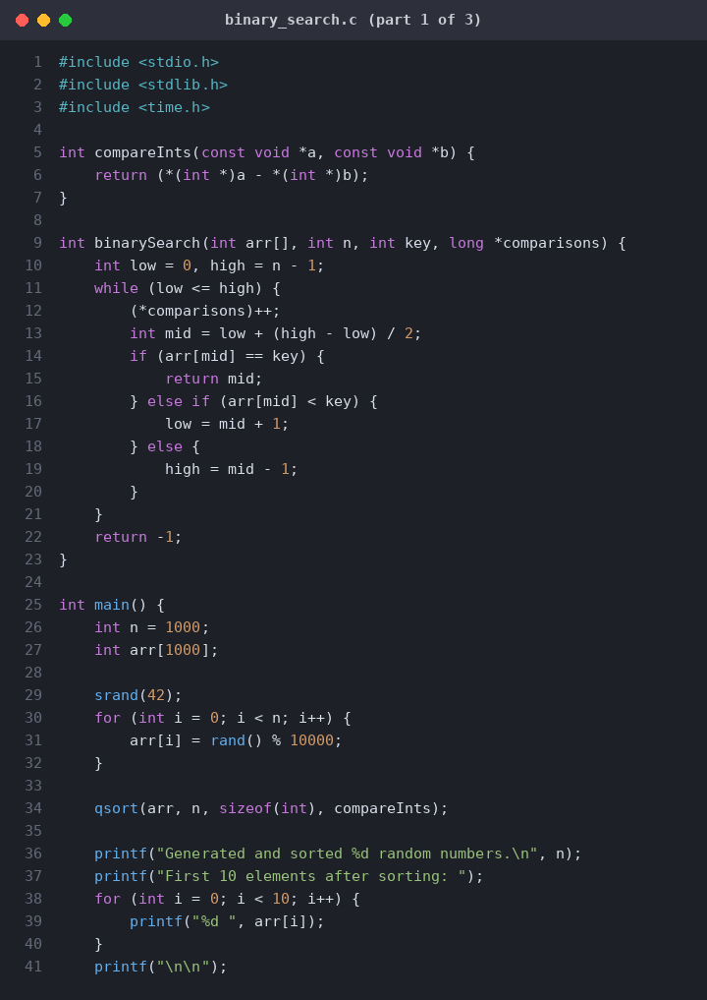 binary_search.c (part 1 of 3)
1 #include <stdio.h>
2 #include <stdlib.h>
3 #include <time.h>
4
5 int compareInts(const void *a, const void *b) {
6     return (*(int *)a - *(int *)b);
7 }
8
9 int binarySearch(int arr[], int n, int key, long *comparisons) {
10     int low = 0, high = n - 1;
11     while (low <= high) {
12         (*comparisons)++;
13         int mid = low + (high - low) / 2;
14         if (arr[mid] == key) {
15             return mid;
16         } else if (arr[mid] < key) {
17             low = mid + 1;
18         } else {
19             high = mid - 1;
20         }
21     }
22     return -1;
23 }
24
25 int main() {
26     int n = 1000;
27     int arr[1000];
28
29     srand(42);
30     for (int i = 0; i < n; i++) {
31         arr[i] = rand() % 10000;
32     }
33
34     qsort(arr, n, sizeof(int), compareInts);
35
36     printf("Generated and sorted %d random numbers.\n", n);
37     printf("First 10 elements after sorting: ");
38     for (int i = 0; i < 10; i++) {
39         printf("%d ", arr[i]);
40     }
41     printf("\n\n");